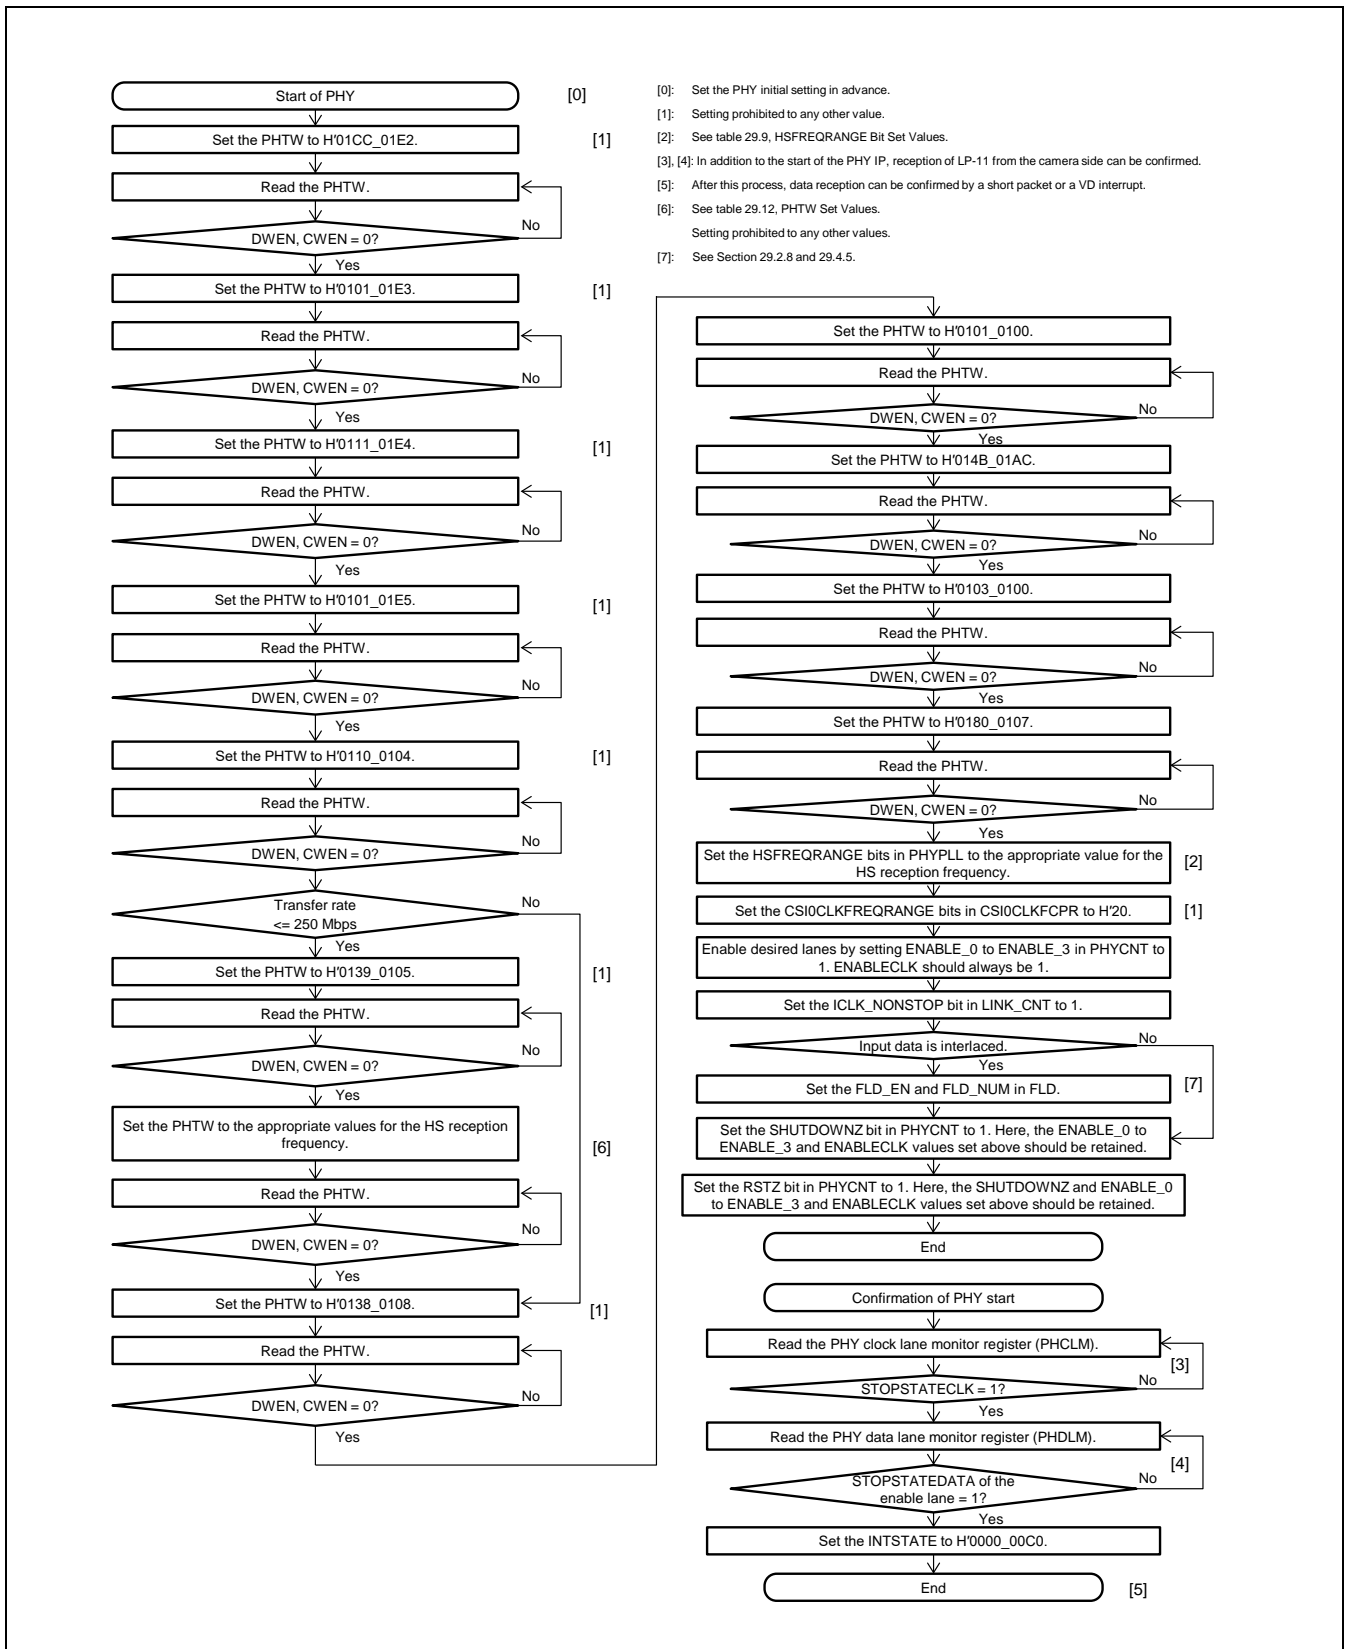 Start of PHY
[0]
Set the PHTW to H'01CC_01E2.
[1]
Read the PHTW.
No
DWEN, CWEN = 0?
Yes
Set the PHTW to H'0101_01E3.
[1]
Read the PHTW.
No
DWEN, CWEN = 0?
Yes
Set the PHTW to H'0111_01E4.
[1]
Read the PHTW.
No
DWEN, CWEN = 0?
Yes
Set the PHTW to H'0101_01E5.
[1]
Read the PHTW.
No
DWEN, CWEN = 0?
Yes
Set the PHTW to H'0110_0104.
[1]
Read the PHTW.
No
DWEN, CWEN = 0?
Transfer rate
<= 250 Mbps
No
Yes
Set the PHTW to H'0139_0105.
[1]
Read the PHTW.
No
DWEN, CWEN = 0?
Yes
Set the PHTW to the appropriate values for the HS reception
frequency.
[6]
Read the PHTW.
No
DWEN, CWEN = 0?
Yes
Set the PHTW to H'0138_0108.
[1]
Read the PHTW.
No
DWEN, CWEN = 0?
Yes
[0]: Set the PHY initial setting in advance.
[1]: Setting prohibited to any other value.
[2]: See table 29.9, HSFREQRANGE Bit Set Values.
[3], [4]: In addition to the start of the PHY IP, reception of LP-11 from the camera side can be confirmed.
[5]: After this process, data reception can be confirmed by a short packet or a VD interrupt.
[6]: See table 29.12, PHTW Set Values.
Setting prohibited to any other values.
[7]: See Section 29.2.8 and 29.4.5.
Set the PHTW to H'0101_0100.
Read the PHTW.
No
DWEN, CWEN = 0?
Yes
Set the PHTW to H'014B_01AC.
Read the PHTW.
No
DWEN, CWEN = 0?
Yes
Set the PHTW to H'0103_0100.
Read the PHTW.
No
DWEN, CWEN = 0?
Yes
Set the PHTW to H'0180_0107.
Read the PHTW.
No
DWEN, CWEN = 0?
Yes
Set the HSFREQRANGE bits in PHYPLL to the appropriate value for the
HS reception frequency.
[2]
Set the CSI0CLKFREQRANGE bits in CSI0CLKFCPR to H'20.
[1]
Enable desired lanes by setting ENABLE_0 to ENABLE_3 in PHYCNT to
1. ENABLECLK should always be 1.
Set the ICLK_NONSTOP bit in LINK_CNT to 1.
No
Input data is interlaced.
Yes
Set the FLD_EN and FLD_NUM in FLD.
[7]
Set the SHUTDOWNZ bit in PHYCNT to 1. Here, the ENABLE_0 to
ENABLE_3 and ENABLECLK values set above should be retained.
Set the RSTZ bit in PHYCNT to 1. Here, the SHUTDOWNZ and ENABLE_0
to ENABLE_3 and ENABLECLK values set above should be retained.
End
Confirmation of PHY start
Read the PHY clock lane monitor register (PHCLM).
[3]
No
STOPSTATECLK = 1?
Yes
Read the PHY data lane monitor register (PHDLM).
[4]
STOPSTATEDATA of the
enable lane = 1?
No
Yes
Set the INTSTATE to H'0000_00C0.
End
[5]